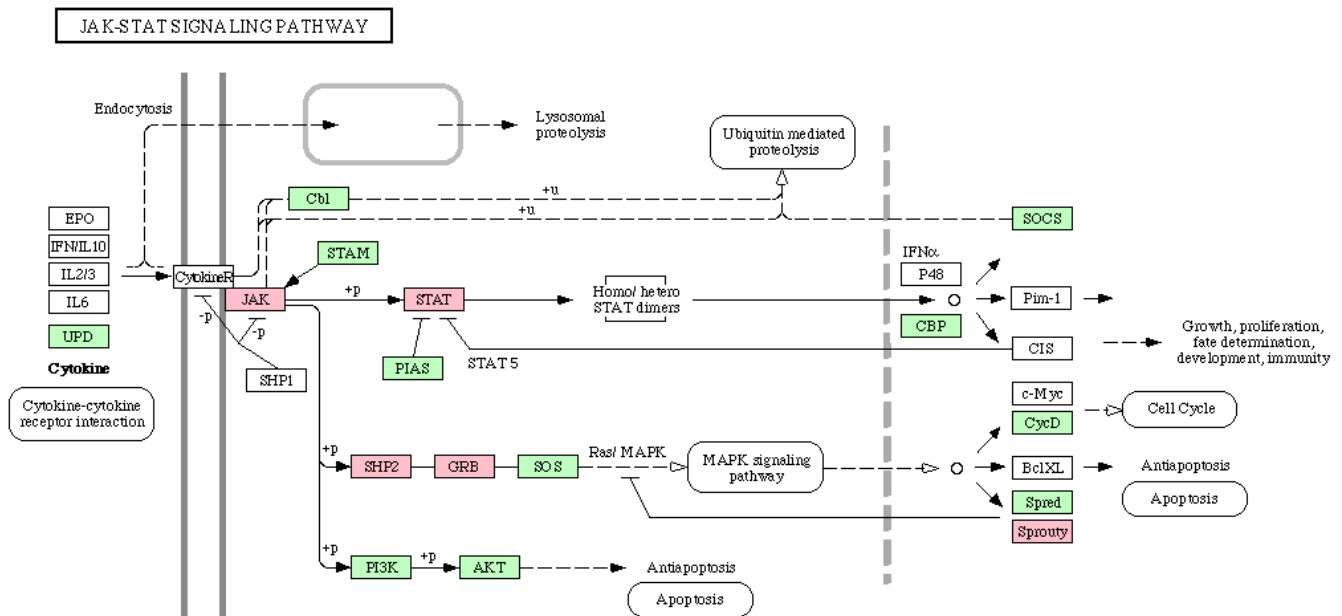 JAK-STAT SIGNALING PATHWAY
Endocytosis
Lysosomal
proteolysis
Ubiquitin mediated
proteolysis
Cbl
+u
+u
SOCS
EPO
IFN/IL10
IL2/3
IL6
UPD
Cytokine
Cytokine-cytokine
receptor interaction
CytokineR
STAM
JAK
+p
STAT
Homo/ hetero
STAT dimers
IFNα
P48
CBP
Pim-1
CIS
Growth, proliferation,
fate determination,
development, immunity
-p
-p
SHP1
PIAS
STAT 5
c-Myc
CycD
Cell Cycle
+p
SHP2
GRB
SOS
Ras/ MAPK
MAPK signaling
pathway
BclXL
Antiapoptosis
Apoptosis
Spred
Sprouty
+p
PI3K
+p
AKT
Antiapoptosis
Apoptosis